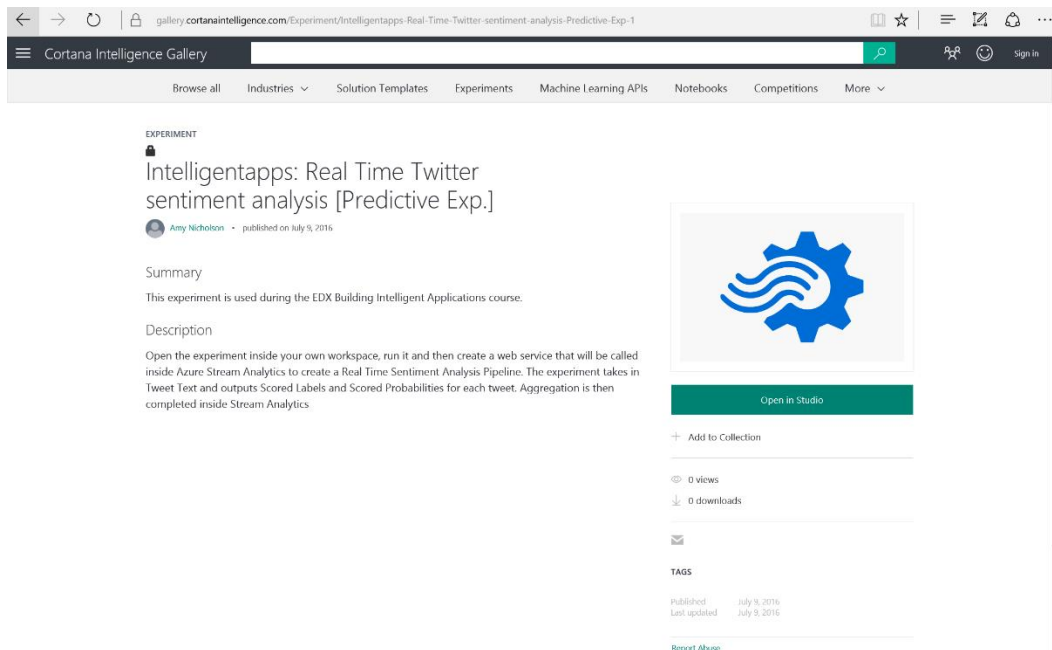 gallery.cortanaintelligence.com/Experiment/Intelligentapps-Real-Time-Twitter-sentiment-analysis-Predictive-Exp-1
Cortana Intelligence Gallery
Sign in
Browse all Industries Solution Templates Experiments Machine Learning APIs Notebooks Competitions More
EXPERIMENT
Intelligentapps: Real Time Twitter
sentiment analysis [Predictive Exp.]
Amy Nicholson • published on July 9, 2016
Summary
This experiment is used during the EDX Building Intelligent Applications course.
Description
Open the experiment inside your own workspace, run it and then create a web service that will be called
inside Azure Stream Analytics to create a Real Time Sentiment Analysis Pipeline. The experiment takes in
Tweet Text and outputs Scored Labels and Scored Probabilities for each tweet. Aggregation is then
completed inside Stream Analytics
Open in Studio
Add to Collection
0 views
0 downloads
TAGS
Published July 9, 2016
Last updated July 9, 2016
Report Abuse